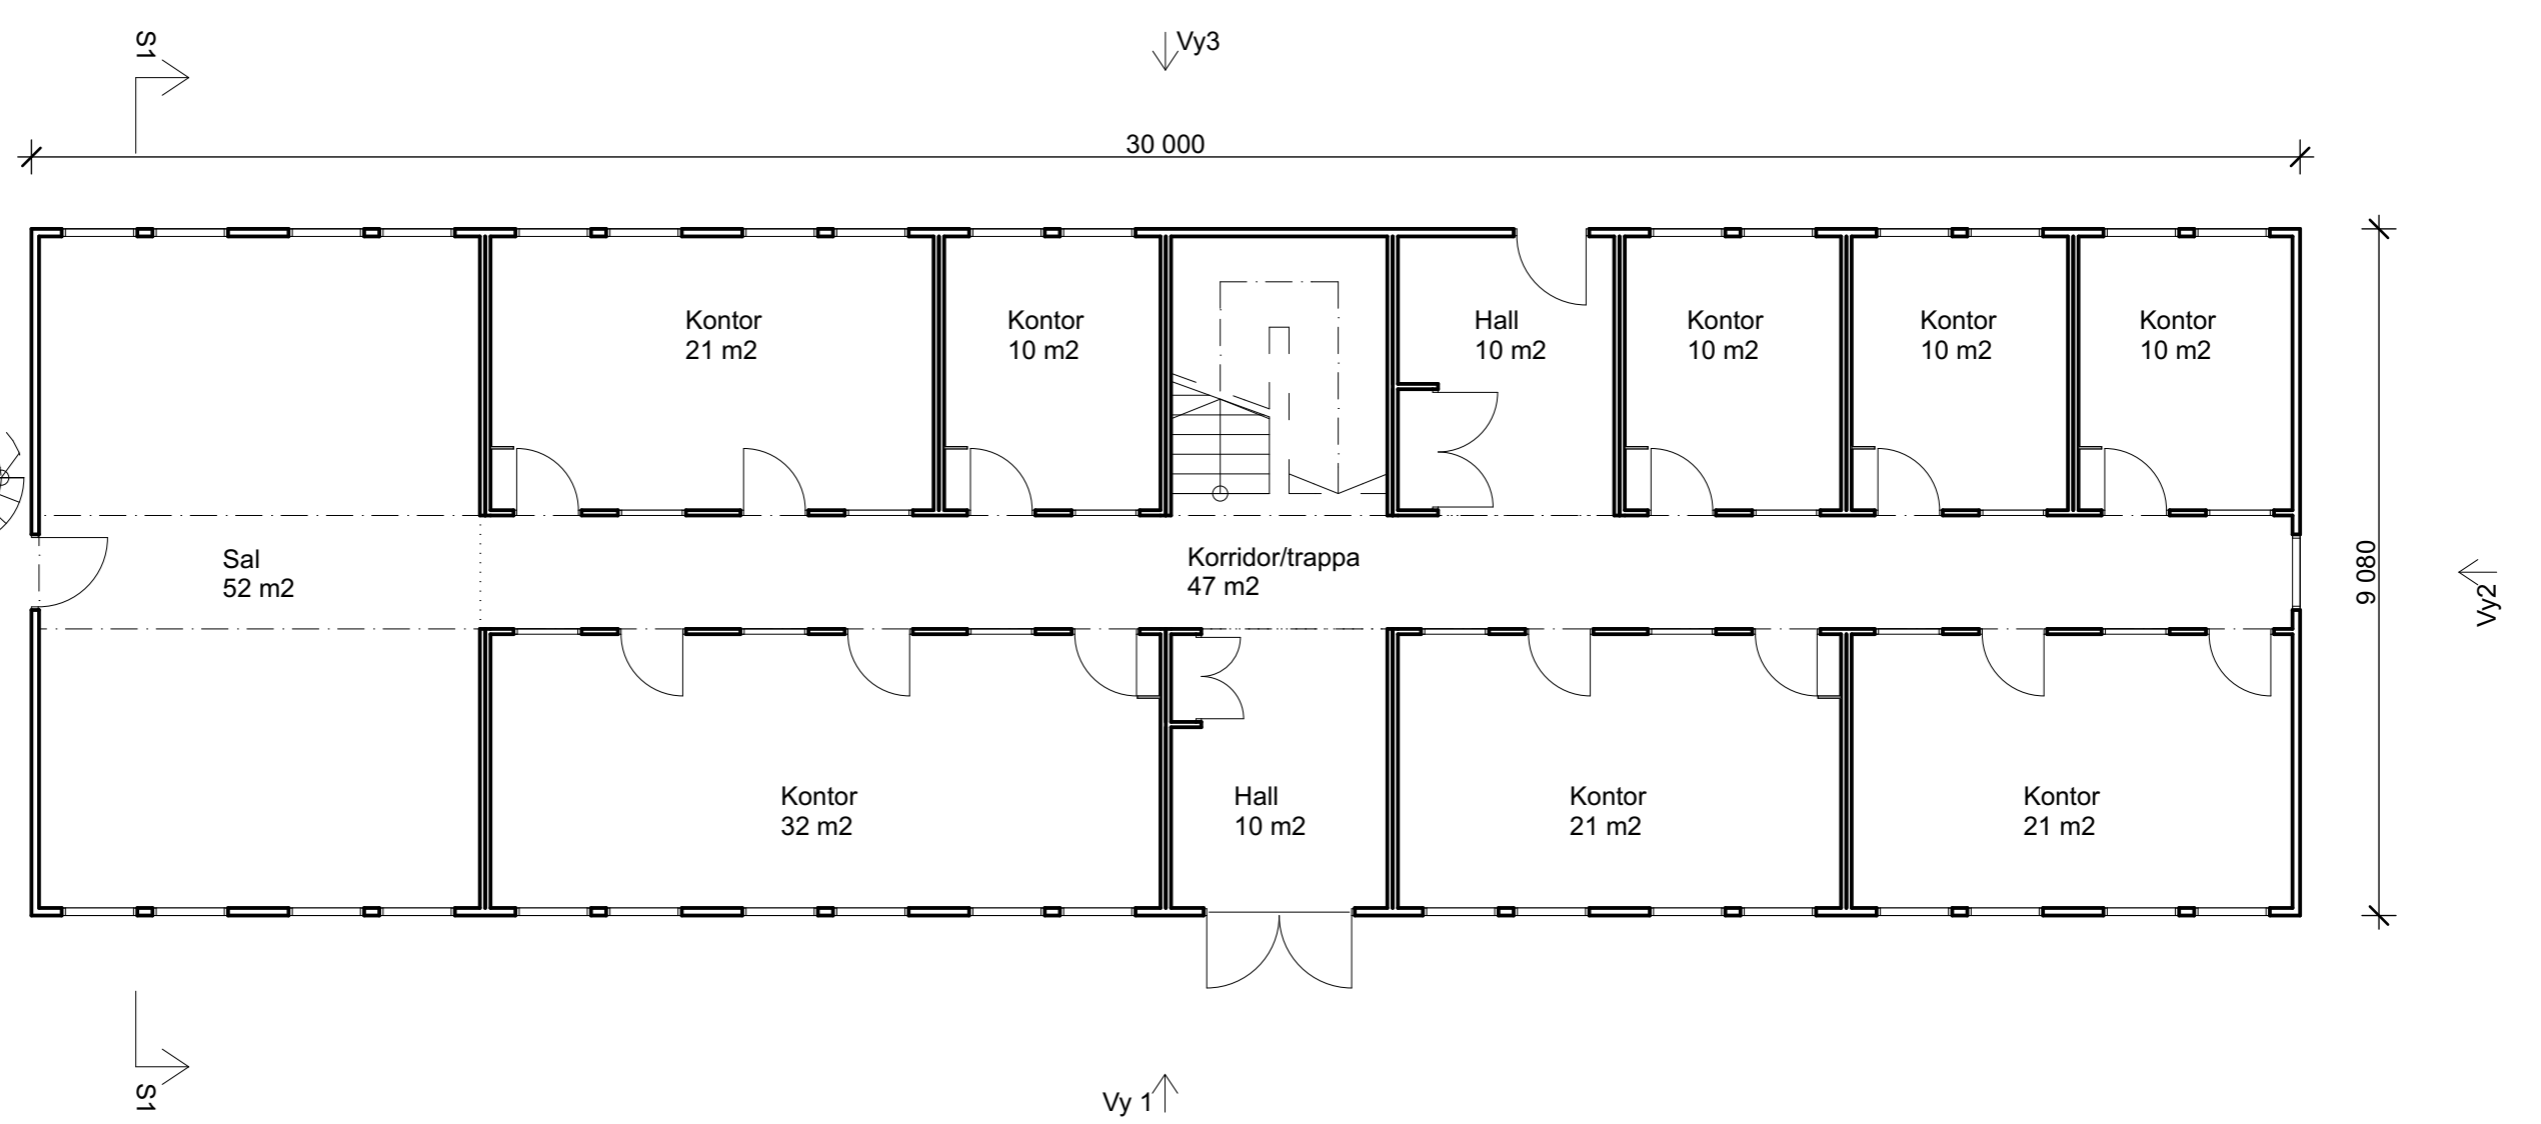 S1
Vy3
30 000
Kontor
21 m2
Kontor
10 m2
Hall
10 m2
Kontor
10 m2
Kontor
10 m2
Kontor
10 m2
Sal
52 m2
Korridor/trappa
47 m2
9 080
Vy2
Kontor
32 m2
Hall
10 m2
Kontor
21 m2
Kontor
21 m2
S1
Vy 1